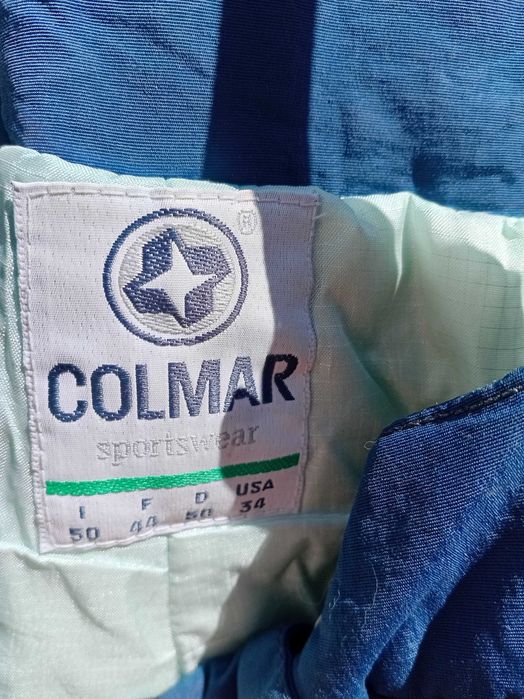 ®
COLMAR
sportswear
I F D USA
50 44 50 34